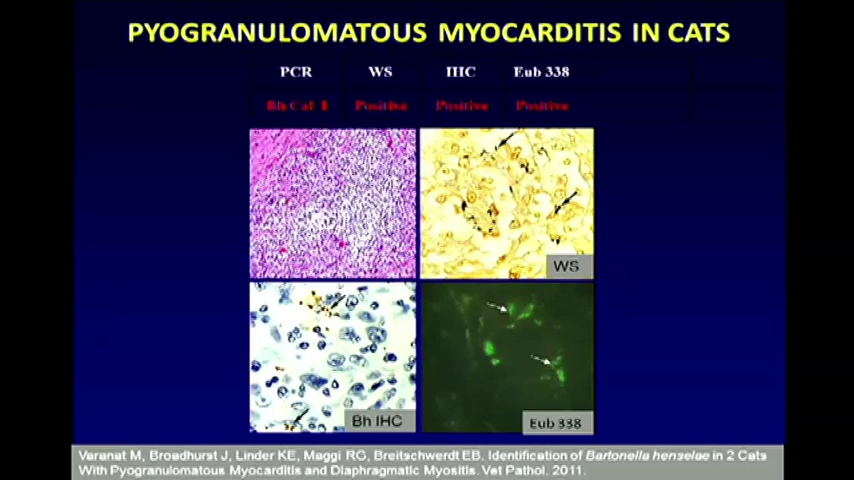 PYOGRANULOMATOUS MYOCARDITIS IN CATS
PCR WS IHC Eub 338
Bh Cal I Positive Positive Positive
WS
Bh IHC
Eub 338
Varanat M, Broadhurst J, Linder KE, Maggi RG, Breitschwerdt EB. Identification of Bartonella henselae in 2 Cats
With Pyogranulomatous Myocarditis and Diaphragmatic Myositis. Vet Pathol. 2011.